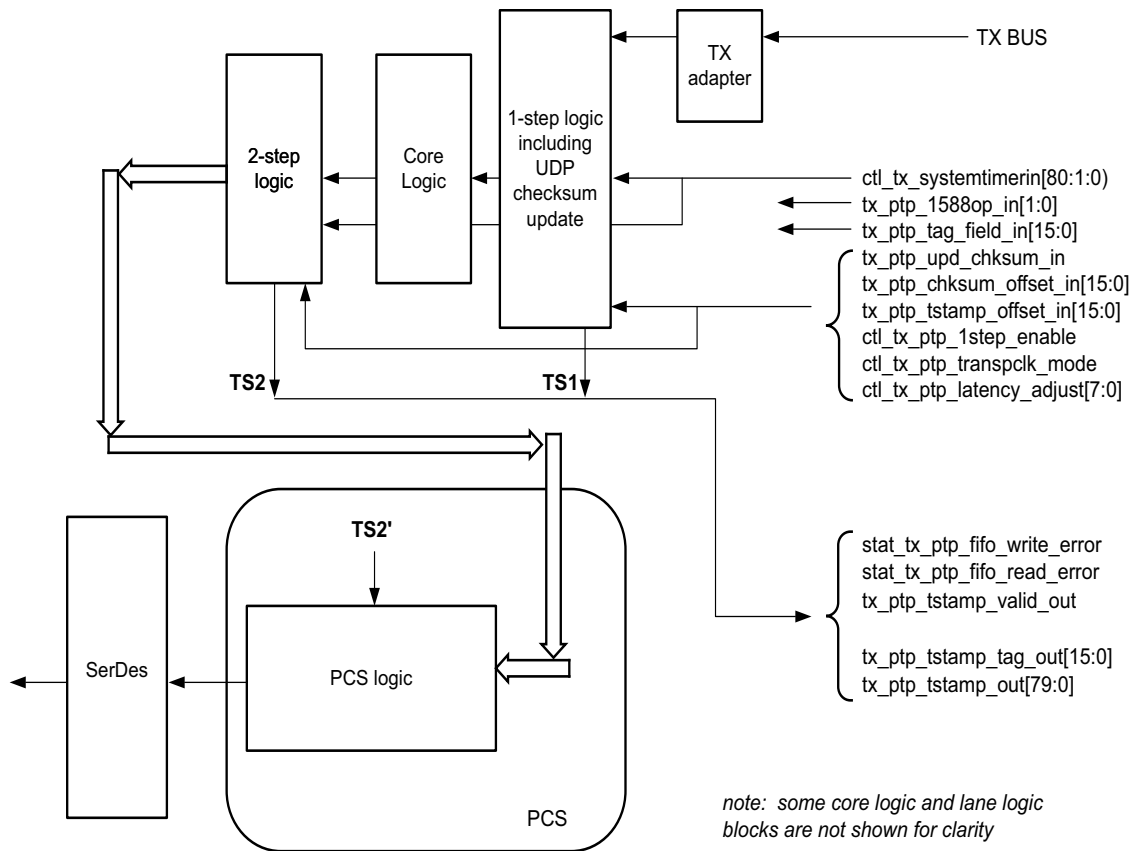 TX BUS
TX
adapter
1-step logic
including
UDP
checksum
update
Core
Logic
2-step
logic
ctl_tx_systemtimerin[80:1:0)
tx_ptp_1588op_in[1:0]
tx_ptp_tag_field_in[15:0]
tx_ptp_upd_chksum_in
tx_ptp_chksum_offset_in[15:0]
tx_ptp_tstamp_offset_in[15:0]
ctl_tx_ptp_1step_enable
ctl_tx_ptp_transpclk_mode
ctl_tx_ptp_latency_adjust[7:0]
TS2
TS1
TS2'
SerDes
PCS logic
PCS
stat_tx_ptp_fifo_write_error
stat_tx_ptp_fifo_read_error
tx_ptp_tstamp_valid_out
tx_ptp_tstamp_tag_out[15:0]
tx_ptp_tstamp_out[79:0]
note: some core logic and lane logic
blocks are not shown for clarity